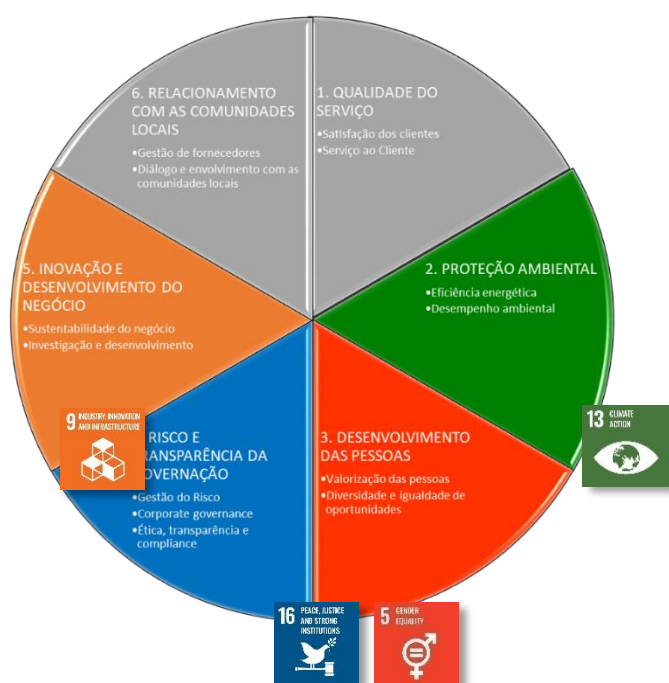 6. RELACIONAMENTO
COM AS COMUNIDADES
LOCAIS
•Gestão de fornecedores
•Diálogo e envolvimento com as
comunidades locais
1. QUALIDADE DO
SERVIÇO
•Satisfação dos clientes
•Serviço ao Cliente
2. PROTEÇÃO AMBIENTAL
•Eficiência energética
•Desempenho ambiental
5. INOVAÇÃO E
DESENVOLVIMENTO DO
NEGÓCIO
•Sustentabilidade do negócio
•Investigação e desenvolvimento
9 INDUSTRY, INNOVATION
AND INFRASTRUCTURE
RISCO E
RANSPARÊNCIA DA
OVERNAÇÃO
•Gestão do Risco
•Corporate governance
•Ética, transparência e
compliance
3. DESENVOLVIMENTO
DAS PESSOAS
•Valorização das pessoas
•Diversidade e igualdade de
oportunidades
13 CLIMATE
ACTION
16 PEACE, JUSTICE
AND STRONG
INSTITUTIONS
5 GENDER
EQUALITY